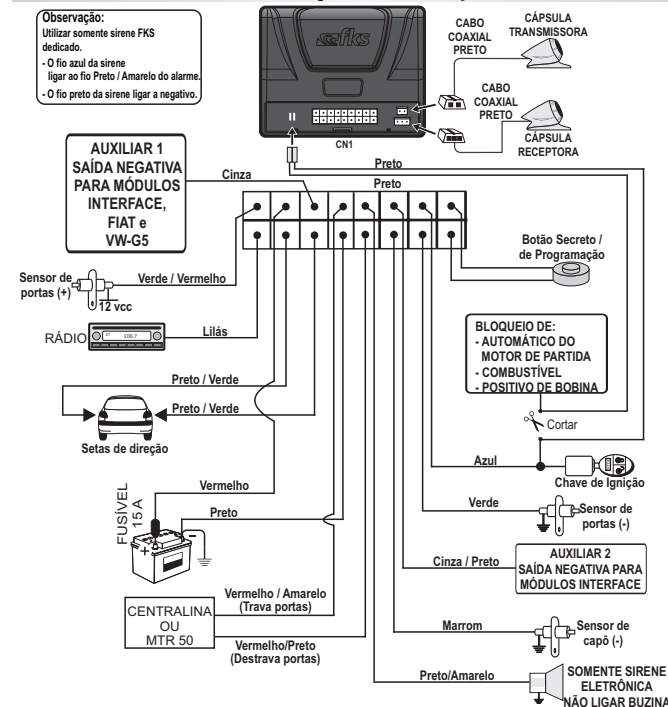 Observação:
Utilizar somente sirene FKS
dedicado.
- O fio azul da sirene
ligar ao fio Preto / Amarelo do alarme.
- O fio preto da sirene ligar a negativo.
fks
CN1
CABO
COAXIAL
PRETO
CÁPSULA
TRANSMISSORA
CABO
COAXIAL
PRETO
CÁPSULA
RECEPTORA
AUXILIAR 1
SAÍDA NEGATIVA
PARA MÓDULOS
INTERFACE,
FIAT e
VW-G5
Cinza
Preto
Preto
Botão Secreto /
de Programação
Sensor de
portas (+)
Verde / Vermelho
12 vcc
RÁDIO
106.7
Lilás
BLOQUEIO DE:
- AUTOMÁTICO DO
MOTOR DE PARTIDA
- COMBUSTÍVEL
- POSITIVO DE BOBINA
Cortar
Preto / Verde
Preto / Verde
Setas de direção
Azul
Chave de Ignição
FUSÍVEL
15 A
Vermelho
Preto
+
-
Verde
Sensor de
portas (-)
Cinza / Preto
AUXILIAR 2
SAÍDA NEGATIVA PARA
MÓDULOS INTERFACE
CENTRALINA
OU
MTR 50
Vermelho / Amarelo
(Trava portas)
Vermelho/Preto
(Destrava portas)
Marrom
Sensor de
capô (-)
Preto/Amarelo
SOMENTE SIRENE
ELETRÔNICA
NÃO LIGAR BUZINA